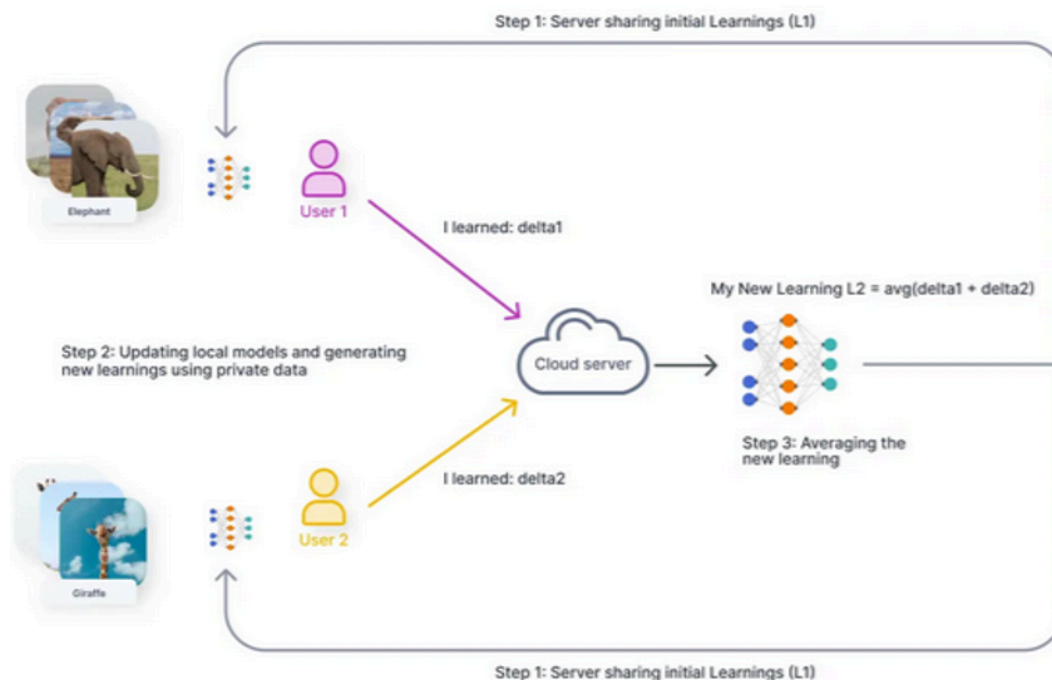 Step 1: Server sharing initial Learnings (L1)
Elephant
User 1
I learned: delta1
My New Learning L2 = avg(delta1 + delta2)
Step 2: Updating local models and generating
new learnings using private data
Cloud server
Step 3: Averaging the
new learning
I learned: delta2
User 2
Giraffe
Step 1: Server sharing initial Learnings (L1)